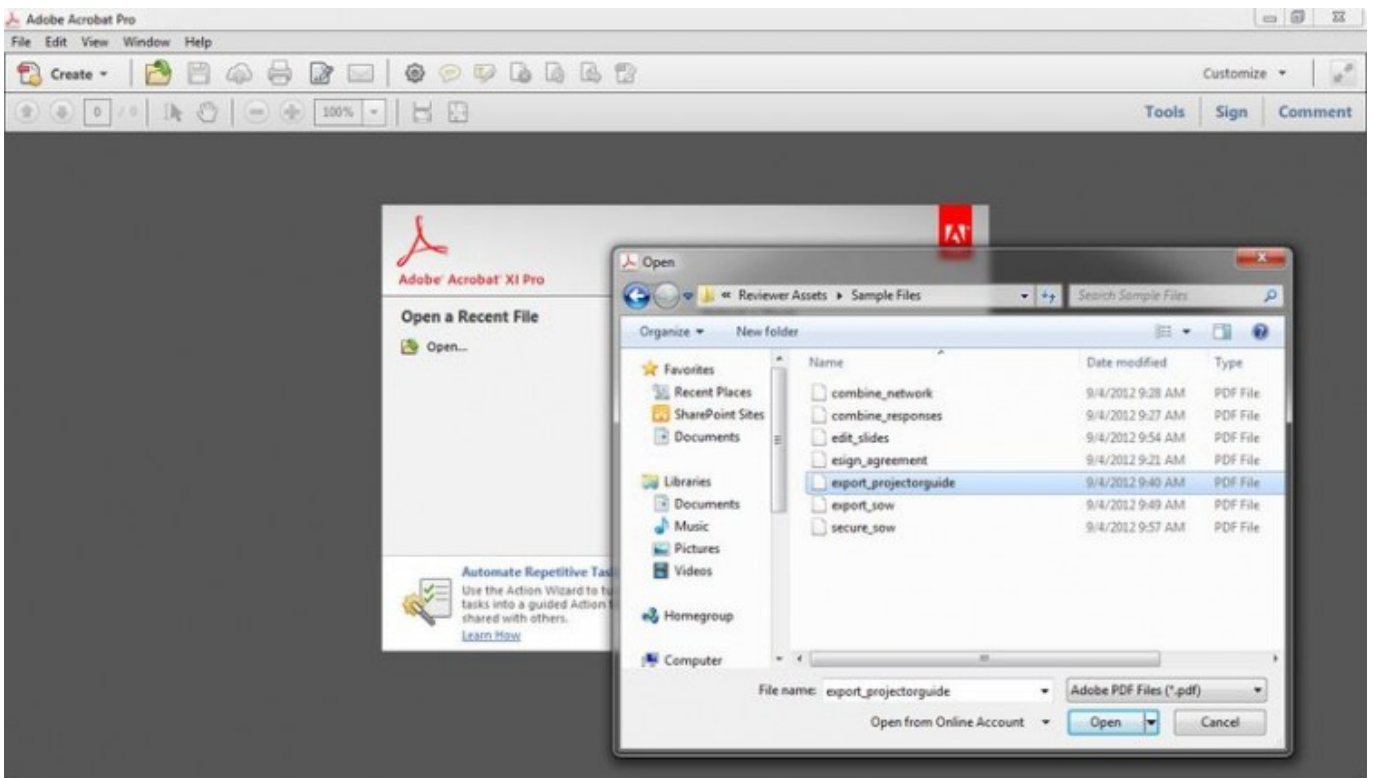 Adobe Acrobat Pro
File Edit View Window Help
Create Customize
0 / 0 100% Tools Sign Comment
Adobe® Acrobat® XI Pro
Open a Recent File
Open...
Automate Repetitive Tas
Use the Action Wizard to tu
tasks into a guided Action t
shared with others.
Learn How
Open
« Reviewer Assets Sample Files Search Sample Files
Organize New folder
Favorites
Recent Places
SharePoint Sites
Documents
Libraries
Documents
Music
Pictures
Videos
Homegroup
Computer
Name Date modified Type
combine_network 9/4/2012 9:28 AM PDF File
combine_responses 9/4/2012 9:27 AM PDF File
edit_slides 9/4/2012 9:54 AM PDF File
esign_agreement 9/4/2012 9:21 AM PDF File
export_projectorguide 9/4/2012 9:40 AM PDF File
export_sow 9/4/2012 9:49 AM PDF File
secure_sow 9/4/2012 9:57 AM PDF File
File name: export_projectorguide Adobe PDF Files (*.pdf)
Open from Online Account Open Cancel